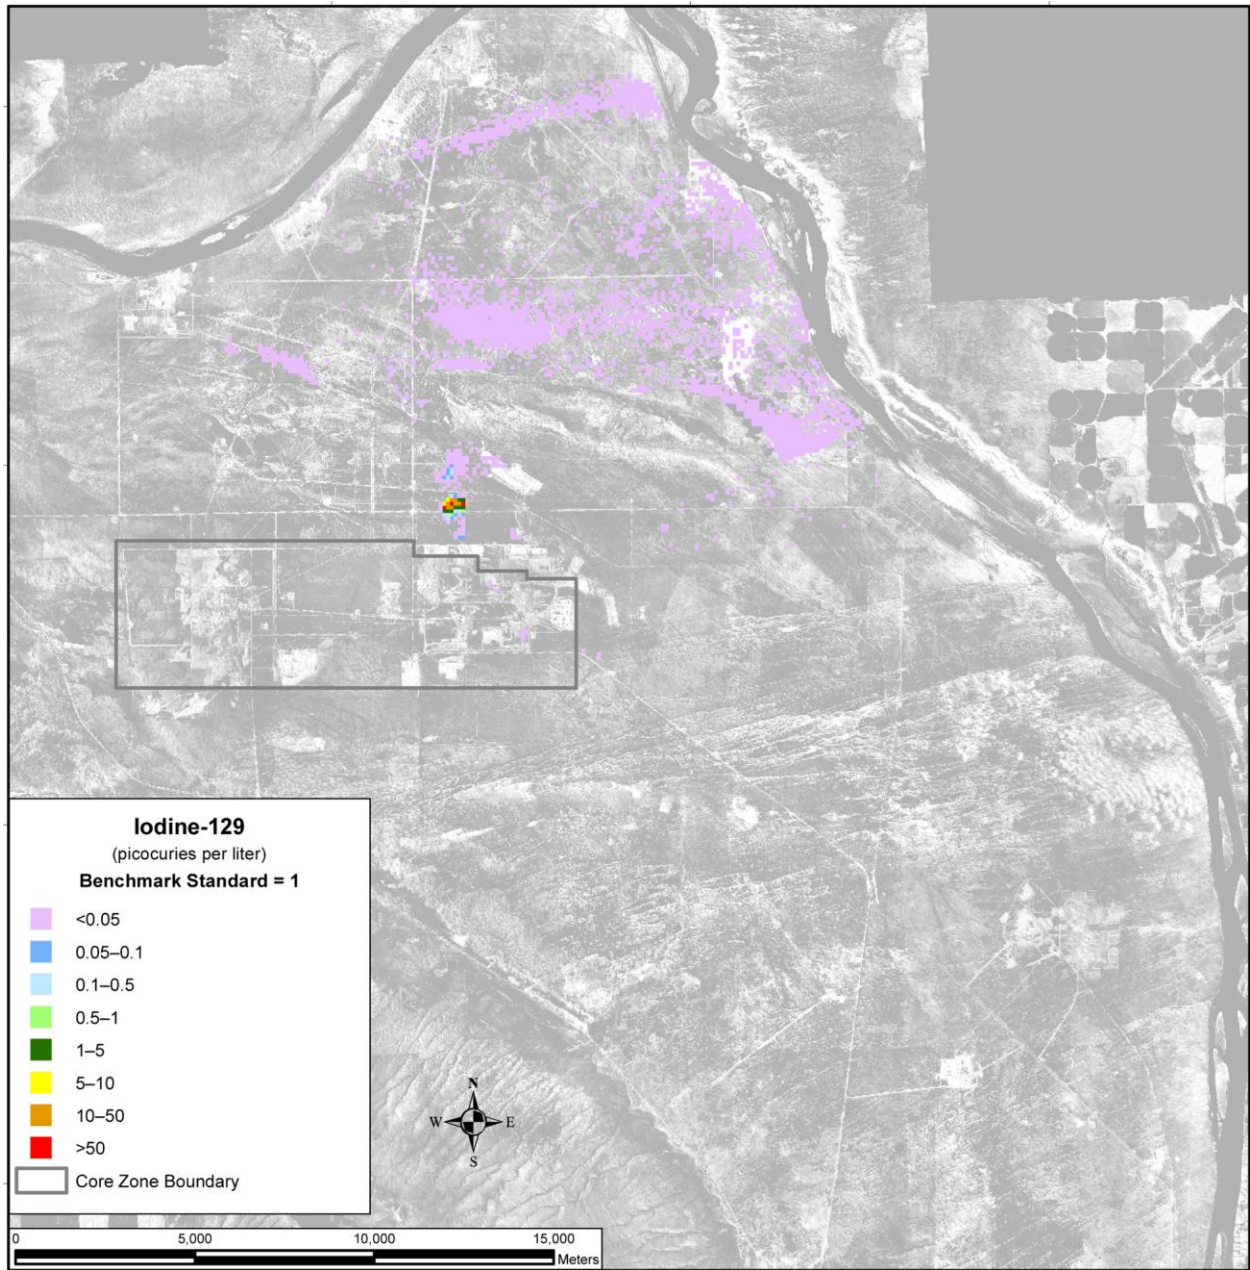 Iodine-129
(picocuries per liter)
Benchmark Standard = 1
<0.05
0.05–0.1
0.1–0.5
0.5–1
1–5
5–10
10–50
>50
Core Zone Boundary
N
W E
S
0 5,000 10,000 15,000
Meters